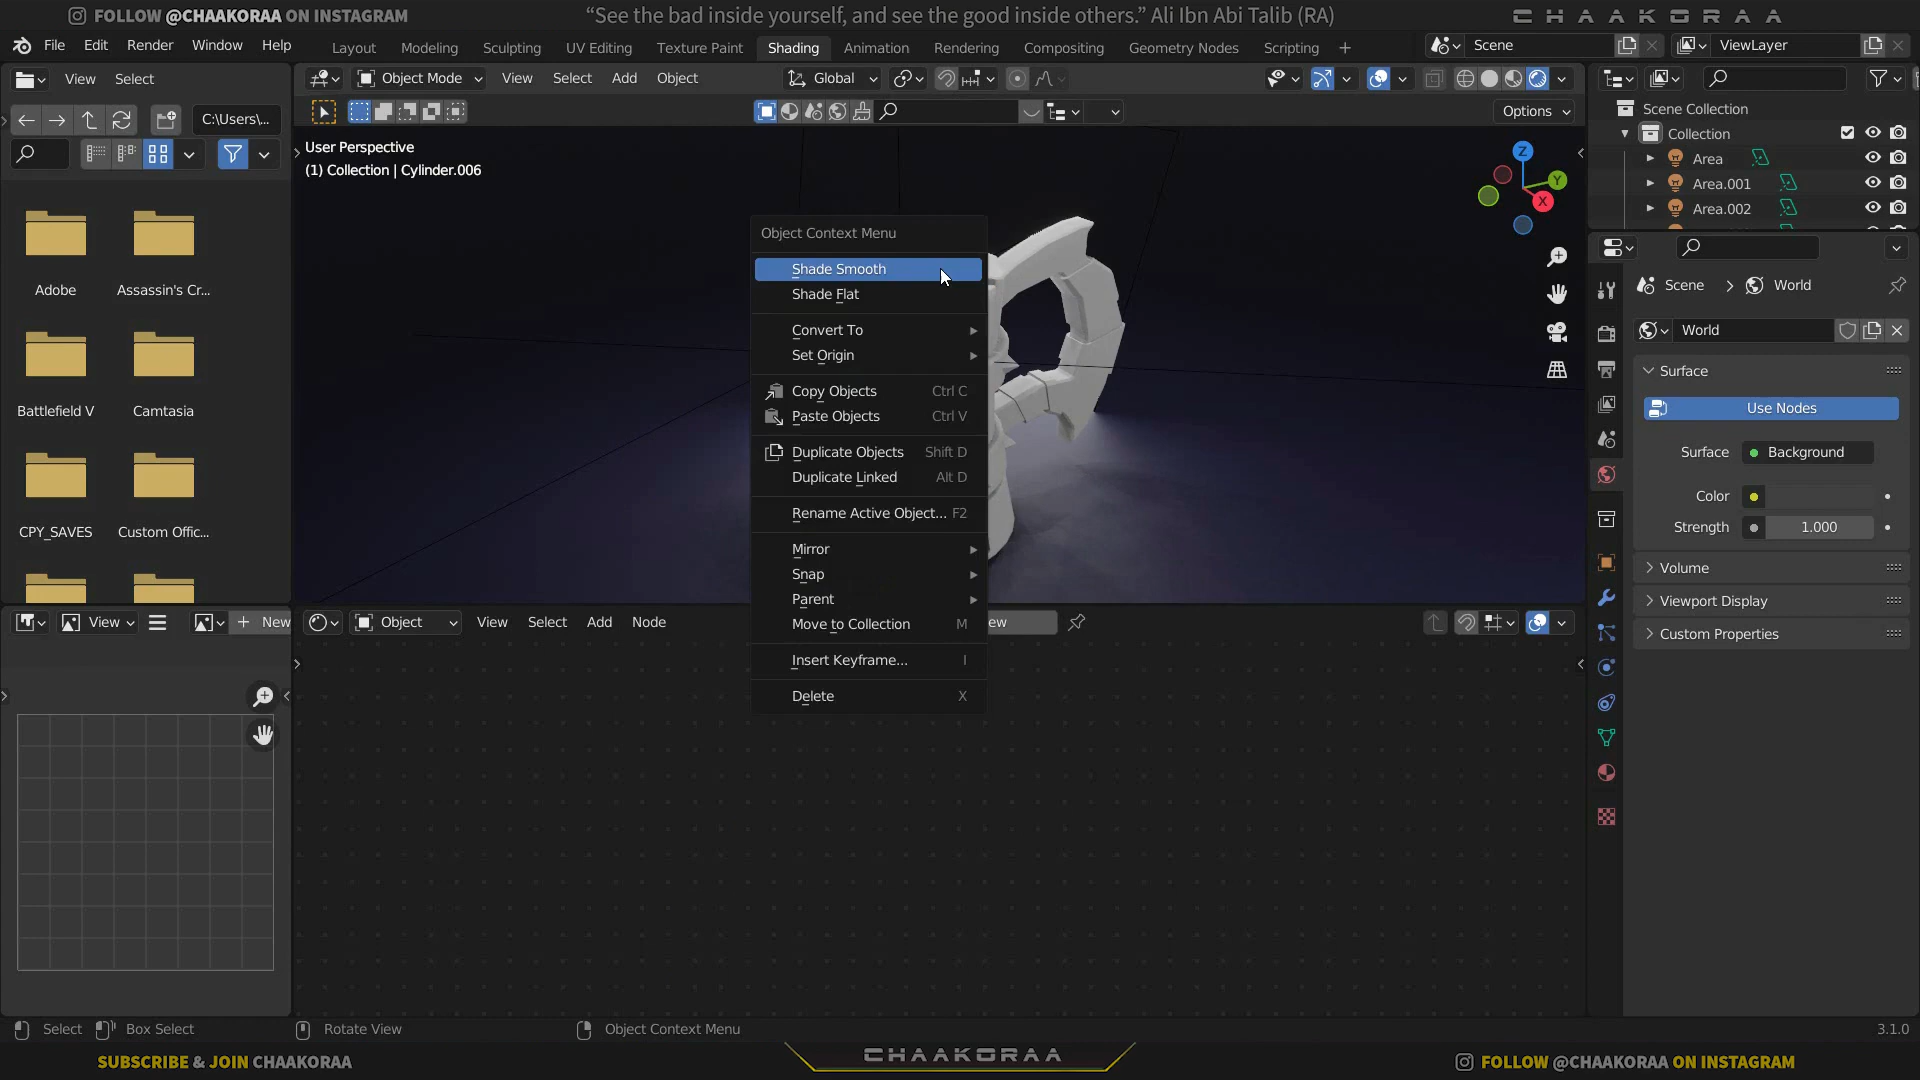 FOLLOW @CHAAKORAA ON INSTAGRAM
“See the bad inside yourself, and see the good inside others.” Ali Ibn Abi Talib (RA)
CHAAKORAA
File Edit Render Window Help
Layout Modeling Sculpting UV Editing Texture Paint Shading Animation Rendering Compositing Geometry Nodes Scripting +
Scene
ViewLayer
View Select
Object Mode View Select Add Object
Global
C:\Users\...
Options
Scene Collection
Collection
Area
Area.001
Area.002
User Perspective
(1) Collection | Cylinder.006
Z
Y
X
Adobe
Assassin's Cr...
Battlefield V
Camtasia
CPY_SAVES
Custom Offic...
Object Context Menu
Shade Smooth
Shade Flat
Convert To
Set Origin
Copy Objects Ctrl C
Paste Objects Ctrl V
Duplicate Objects Shift D
Duplicate Linked Alt D
Rename Active Object... F2
Mirror
Snap
Parent
Move to Collection M
Insert Keyframe... I
Delete X
Scene > World
World
Surface
Use Nodes
Surface Background
Color
Strength 1.000
Volume
Viewport Display
Custom Properties
View
+ New
Object View Select Add Node
ew
Select
Box Select
Rotate View
Object Context Menu
3.1.0
SUBSCRIBE & JOIN CHAAKORAA
CHAAKORAA
FOLLOW @CHAAKORAA ON INSTAGRAM